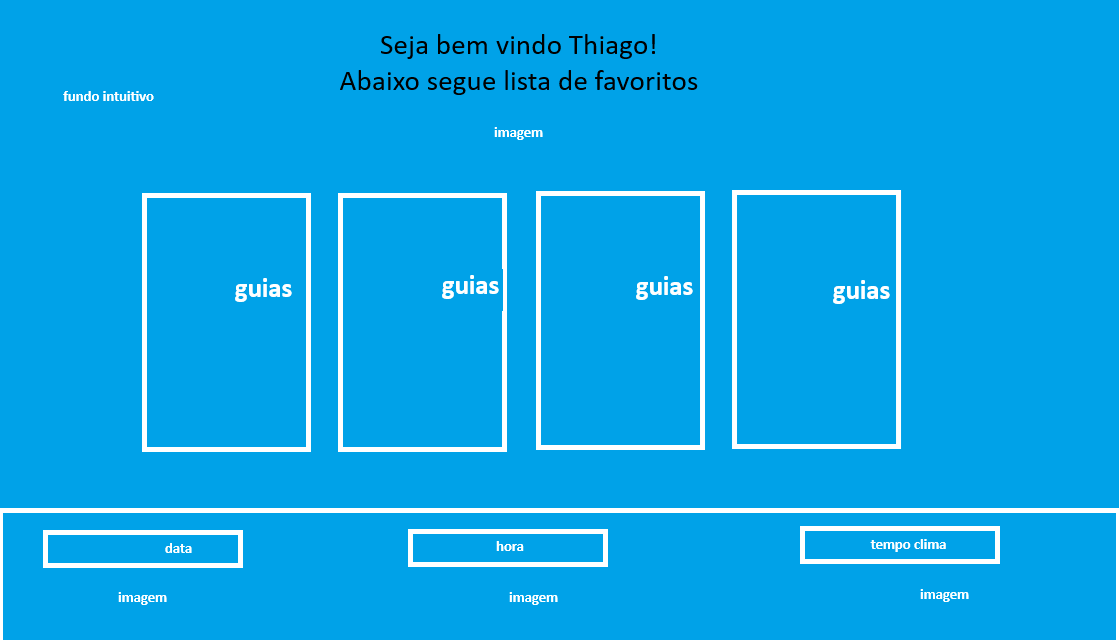 Seja bem vindo Thiago!
Abaixo segue lista de favoritos
fundo intuitivo
imagem
guias
guias
guias
guias
data
hora
tempo clima
imagem
imagem
imagem